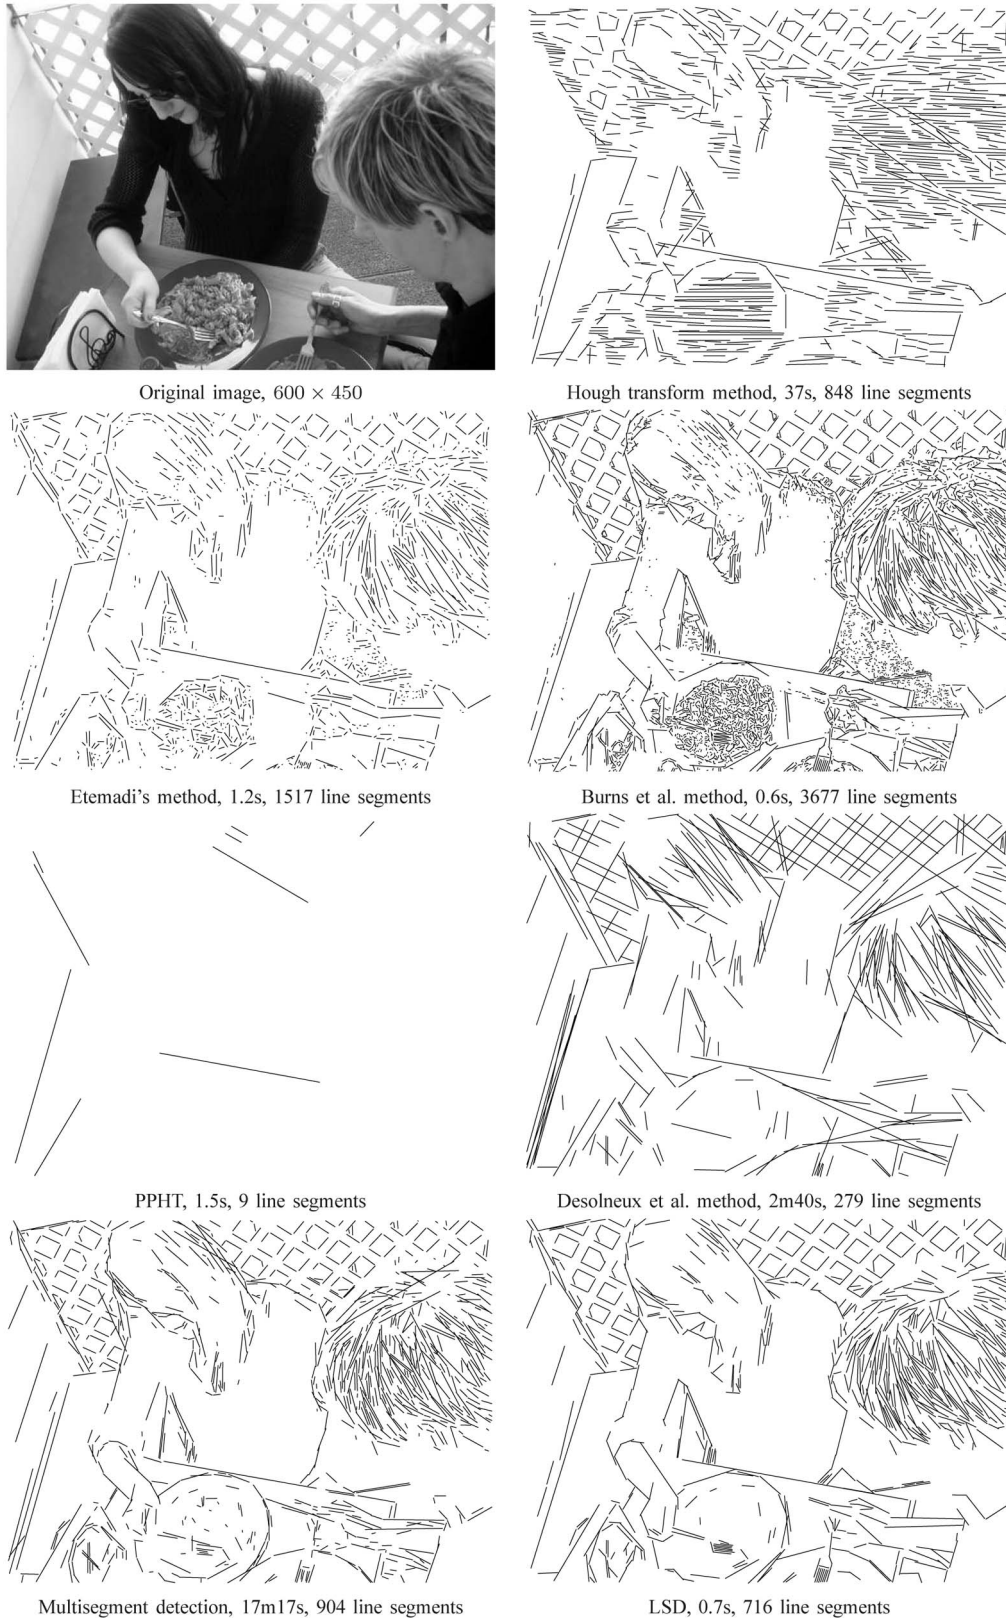 Original image, 600 × 450
Hough transform method, 37s, 848 line segments
Etemadi's method, 1.2s, 1517 line segments
Burns et al. method, 0.6s, 3677 line segments
PPHT, 1.5s, 9 line segments
Desolneux et al. method, 2m40s, 279 line segments
Multisegment detection, 17m17s, 904 line segments
LSD, 0.7s, 716 line segments